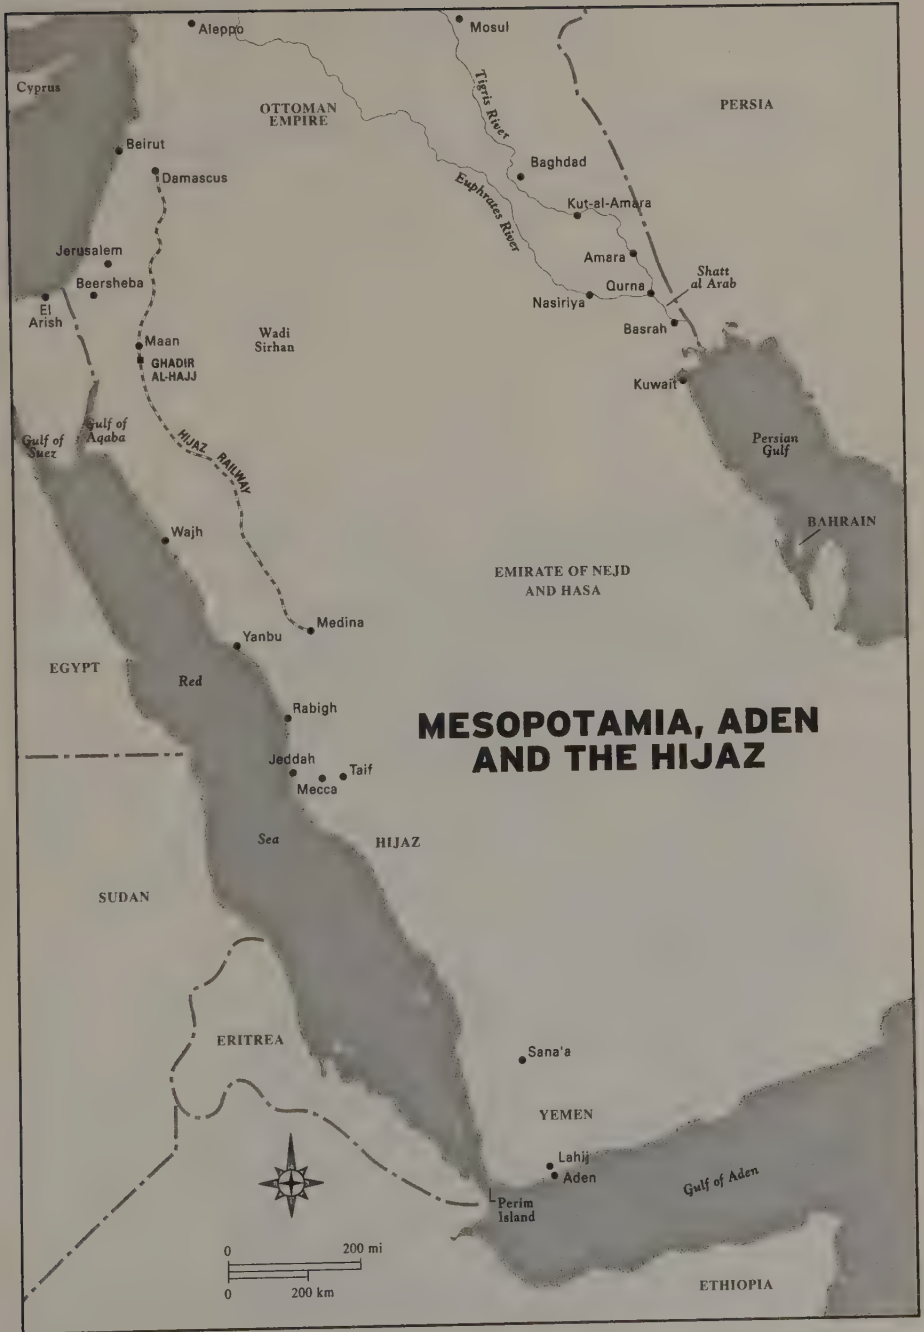 Aleppo
Mosul
Cyprus
OTTOMAN
EMPIRE
Tigris River
PERSIA
Beirut
Damascus
Baghdad
Euphrates River
Kut-al-Amara
Jerusalem
Amara
Shatt
al Arab
Beersheba
Qurna
El
Arish
Nasiriya
Basrah
Wadi
Sirhan
Maan
GHADIR
AL-HAJJ
Kuwait
Gulf of
Aqaba
Gulf of
Suez
HIJAZ RAILWAY
Persian
Gulf
Wajh
BAHRAIN
EMIRATE OF NEJD
AND HASA
Medina
Yanbu
EGYPT
Red
Rabigh
MESOPOTAMIA, ADEN
AND THE HIJAZ
Jeddah
Taif
Mecca
Sea
HIJAZ
SUDAN
ERITREA
Sana'a
YEMEN
Lahij
Aden
Gulf of Aden
Perim
Island
0 200 mi
0 200 km
ETHIOPIA